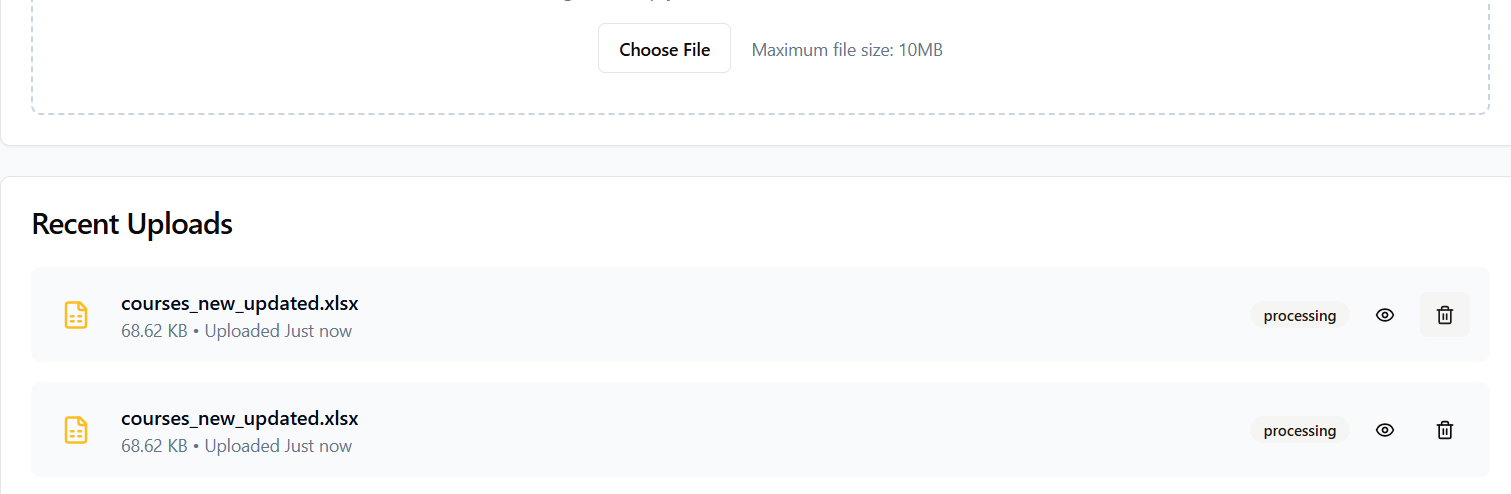 Choose File
Maximum file size: 10MB
Recent Uploads
courses_new_updated.xlsx
68.62 KB • Uploaded Just now
processing
courses_new_updated.xlsx
68.62 KB • Uploaded Just now
processing